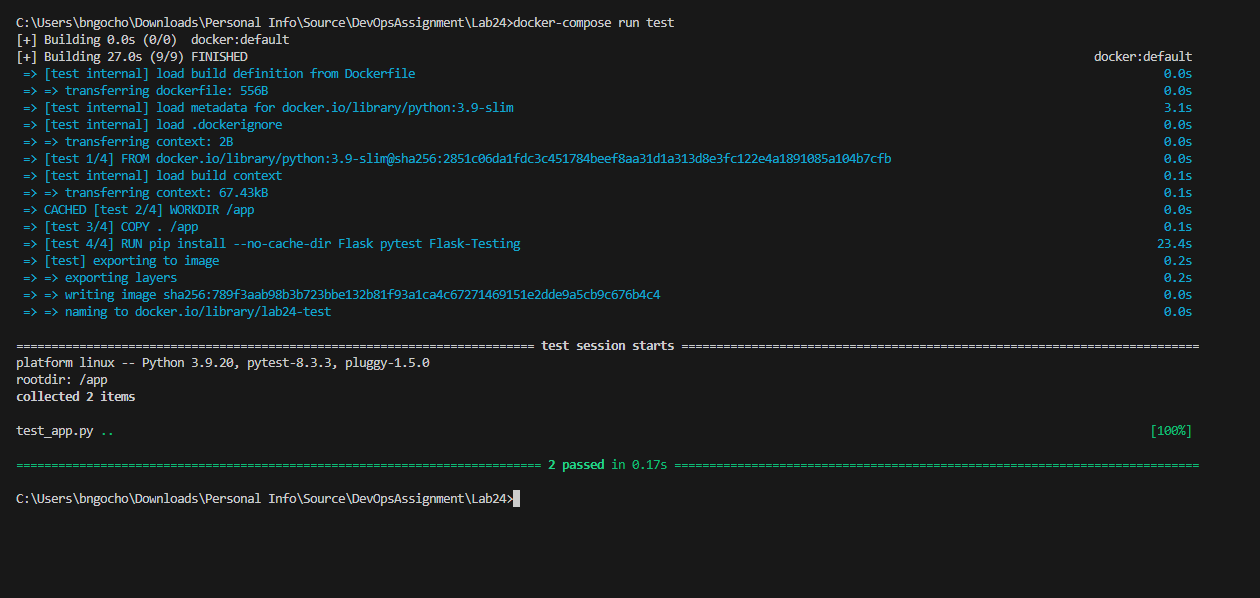 C:\Users\bngocho\Downloads\Personal Info\Source\DevOpsAssignment\Lab24>docker-compose run test
[+] Building 0.0s (0/0)  docker:default
[+] Building 27.0s (9/9) FINISHED docker:default
=> [test internal] load build definition from Dockerfile 0.0s
=> => transferring dockerfile: 556B 0.0s
=> [test internal] load metadata for docker.io/library/python:3.9-slim 3.1s
=> [test internal] load .dockerignore 0.0s
=> => transferring context: 2B 0.0s
=> [test 1/4] FROM docker.io/library/python:3.9-slim@sha256:2851c06da1fdc3c451784beef8aa31d1a313d8e3fc122e4a1891085a104b7cfb 0.0s
=> [test internal] load build context 0.1s
=> => transferring context: 67.43kB 0.1s
=> CACHED [test 2/4] WORKDIR /app 0.0s
=> [test 3/4] COPY . /app 0.1s
=> [test 4/4] RUN pip install --no-cache-dir Flask pytest Flask-Testing 23.4s
=> [test] exporting to image 0.2s
=> => exporting layers 0.2s
=> => writing image sha256:789f3aab98b3b723bbe132b81f93a1ca4c67271469151e2dde9a5cb9c676b4c4 0.0s
=> => naming to docker.io/library/lab24-test 0.0s
========================================================================== test session starts ==========================================================================
platform linux -- Python 3.9.20, pytest-8.3.3, pluggy-1.5.0
rootdir: /app
collected 2 items
test_app.py .. [100%]
=========================================================================== 2 passed in 0.17s ===========================================================================
C:\Users\bngocho\Downloads\Personal Info\Source\DevOpsAssignment\Lab24>